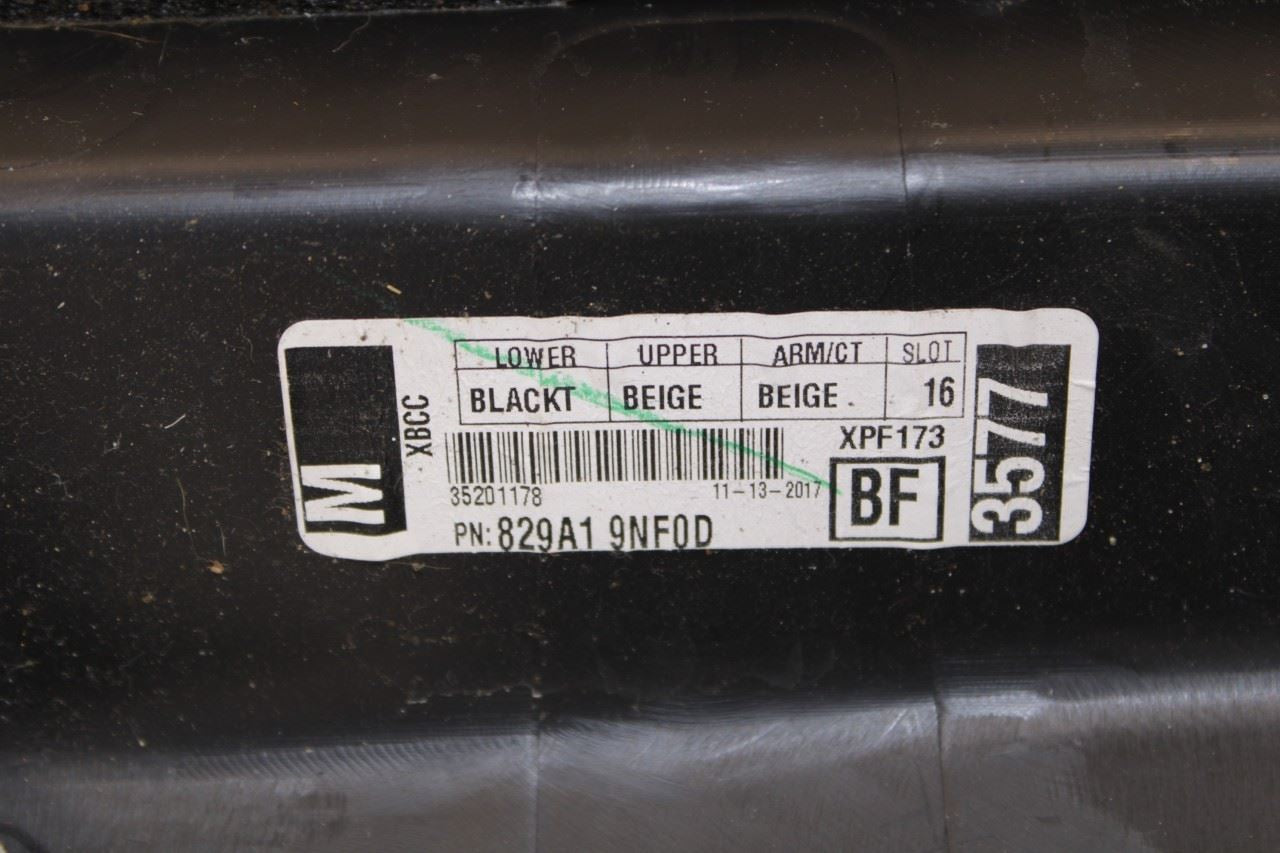 M
XBCC
LOWER UPPER ARM/CT SLOT
BLACKT BEIGE BEIGE 16
XPF173
35201178 11-13-2017
BF
PN: 829A1 9NF0D
3577